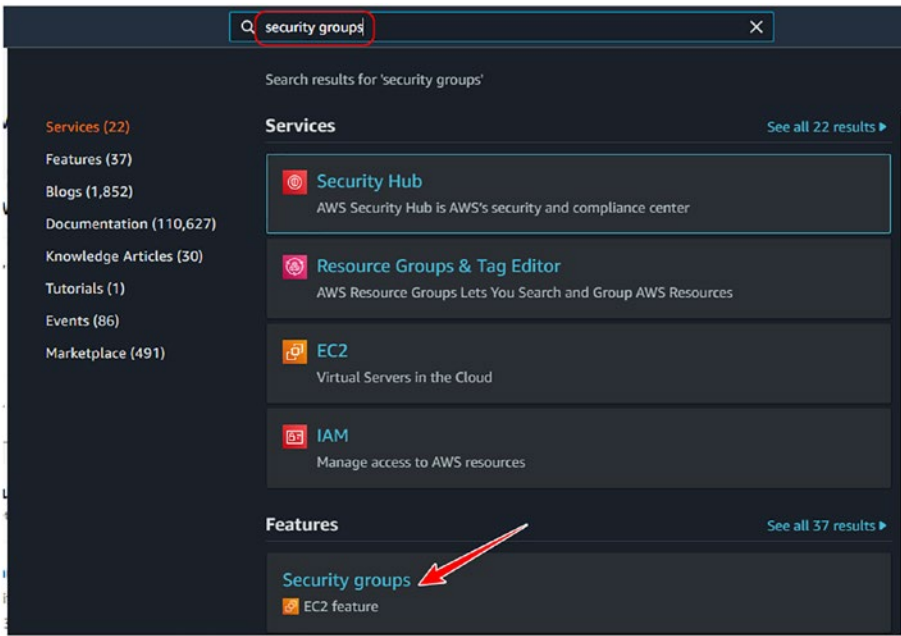 security groups
Search results for 'security groups'
Services (22)
Features (37)
Blogs (1,852)
Documentation (110,627)
Knowledge Articles (30)
Tutorials (1)
Events (86)
Marketplace (491)
Services
See all 22 results
Security Hub
AWS Security Hub is AWS's security and compliance center
Resource Groups & Tag Editor
AWS Resource Groups Lets You Search and Group AWS Resources
EC2
Virtual Servers in the Cloud
IAM
Manage access to AWS resources
Features
See all 37 results
Security groups
EC2 feature